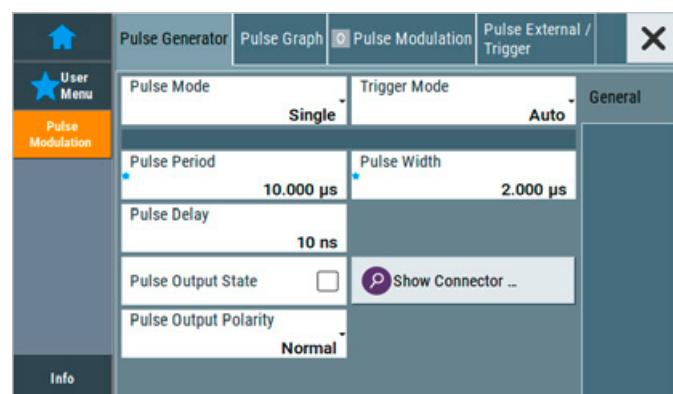 Pulse Generator
Pulse Graph
0 Pulse Modulation
Pulse External /
Trigger
User
Menu
Pulse
Modulation
Info
Pulse Mode
Single
Trigger Mode
Auto
General
Pulse Period
10.000 µs
Pulse Width
2.000 µs
Pulse Delay
10 ns
Pulse Output State
Show Connector ...
Pulse Output Polarity
Normal